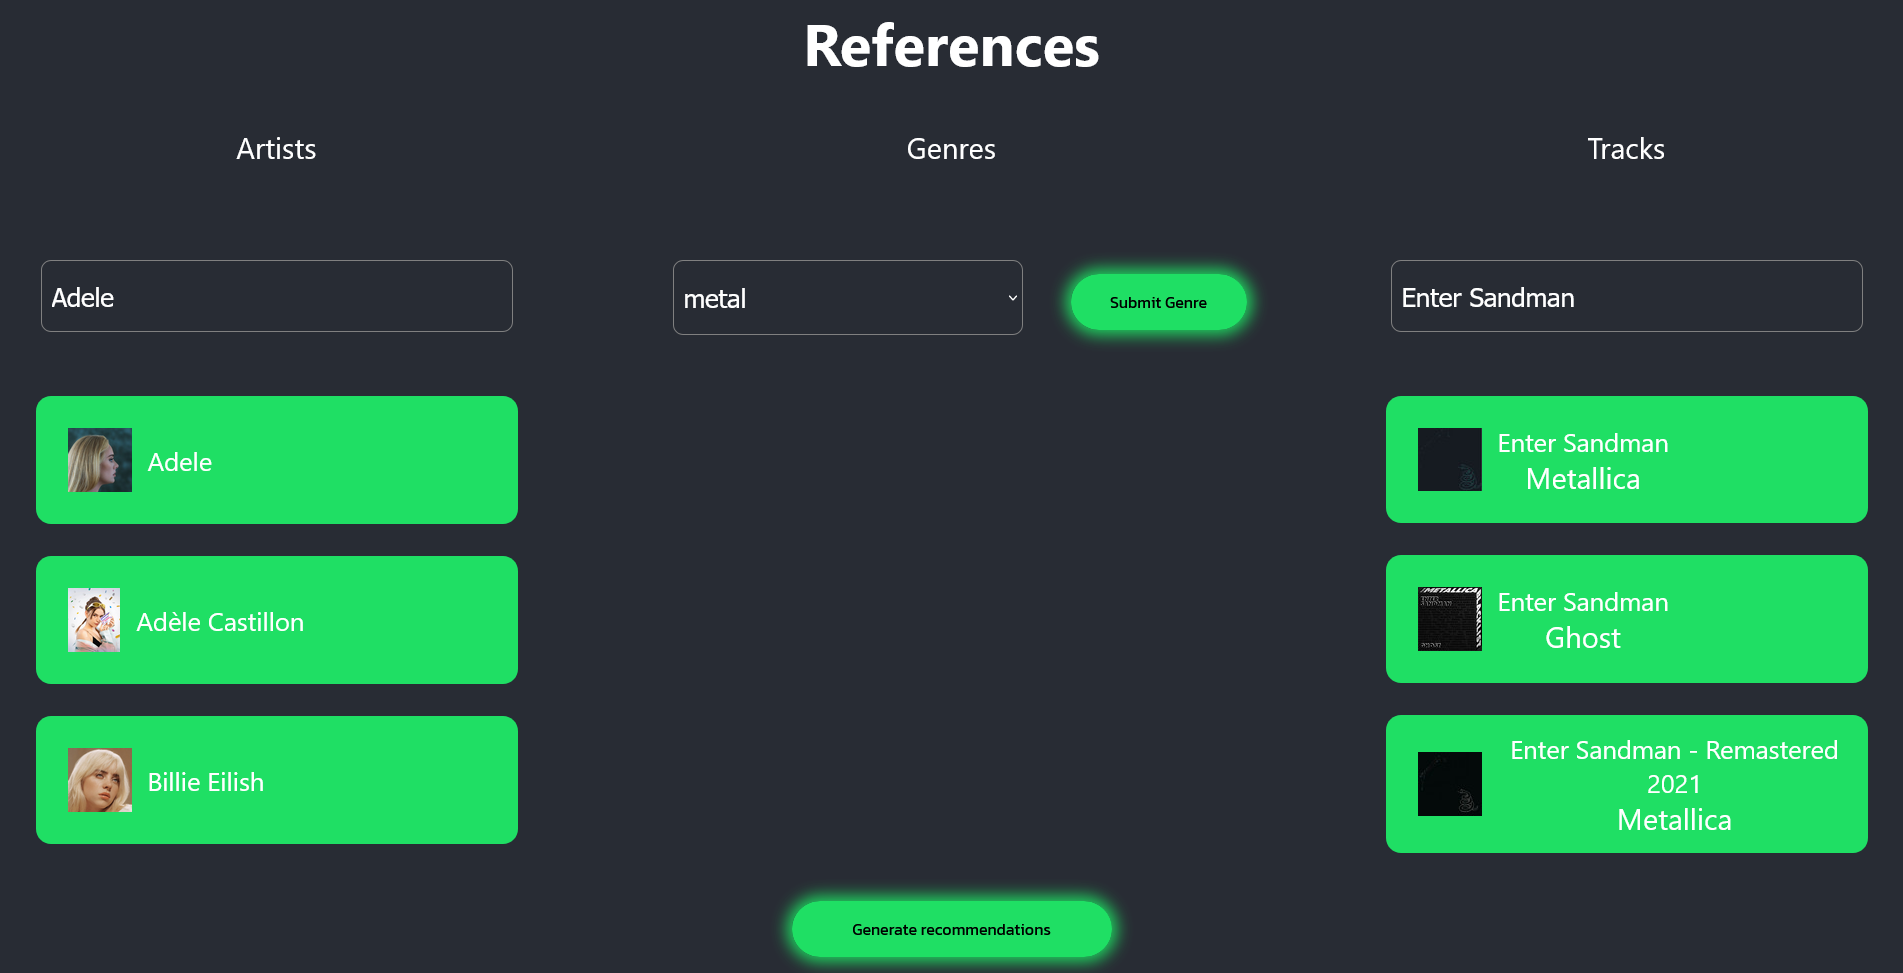 References
Artists
Genres
Tracks
Adele
metal
Submit Genre
Enter Sandman
Adele
Adèle Castillon
Billie Eilish
Enter Sandman
Metallica
METALLICA
Enter Sandman
Ghost
Enter Sandman - Remastered
2021
Metallica
Generate recommendations